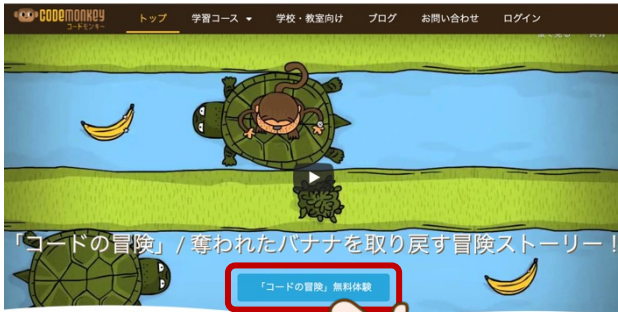 CODEMONKEY
コードモンキー
トップ 学習コース 学校・教室向け ブログ お問い合わせ ログイン
「コードの冒険」/ 奪われたバナナを取り戻す冒険ストーリー！
「コードの冒険」無料体験